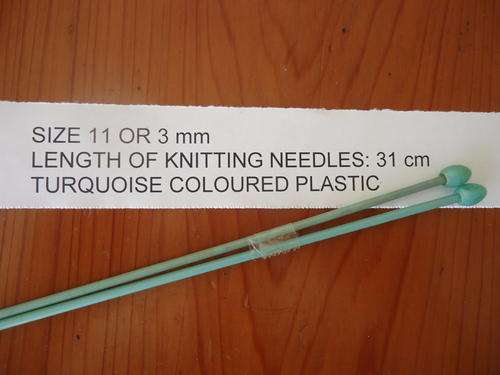 SIZE 11 OR 3 mm
LENGTH OF KNITTING NEEDLES: 31 cm
TURQUOISE COLOURED PLASTIC